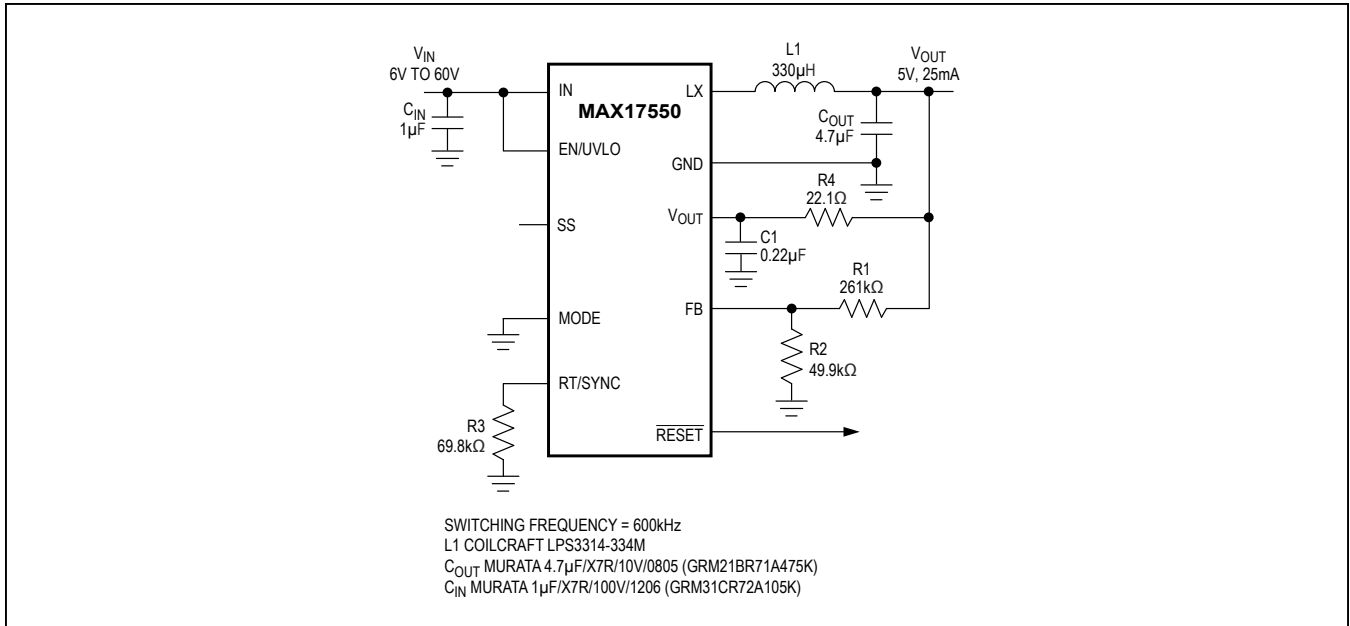 VIN
6V TO 60V
CIN
1µF
IN
MAX17550
EN/UVLO
SS
MODE
RT/SYNC
R3
69.8kΩ
LX
GND
VOUT
FB
RESET
L1
330µH
VOUT
5V, 25mA
COUT
4.7µF
R4
22.1Ω
C1
0.22µF
R1
261kΩ
R2
49.9kΩ
SWITCHING FREQUENCY = 600kHz
L1 COILCRAFT LPS3314-334M
COUT MURATA 4.7µF/X7R/10V/0805 (GRM21BR71A475K)
CIN MURATA 1µF/X7R/100V/1206 (GRM31CR72A105K)